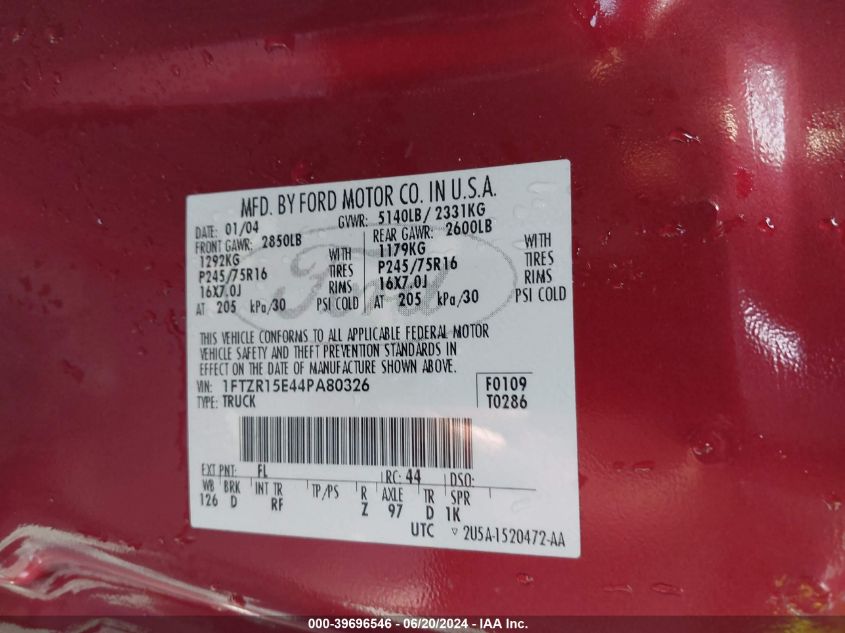 MFD. BY FORD MOTOR CO. IN U.S.A.
DATE: 01/04 GVWR: 5140LB/ 2331KG
FRONT GAWR: 2850LB REAR GAWR: 2600LB
1292KG WITH 1179KG WITH
P245/75R16 TIRES P245/75R16 TIRES
16X7.0J RIMS 16X7.0J RIMS
AT 205 kPa/30 PSI COLD AT 205 kPa/30 PSI COLD
Ford
THIS VEHICLE CONFORMS TO ALL APPLICABLE FEDERAL MOTOR
VEHICLE SAFETY AND THEFT PREVENTION STANDARDS IN
EFFECT ON THE DATE OF MANUFACTURE SHOWN ABOVE.
VIN: 1FTZR15E44PA80326 F0109
TYPE: TRUCK T0286
EXT PNT: FL RC: 44 DSO:
WB BRK INT TR TP/PS R AXLE TR SPR
126 D RF Z 97 D 1K
UTC ▽ 2U5A-1520472-AA
000-39696546 - 06/20/2024 - IAA Inc.